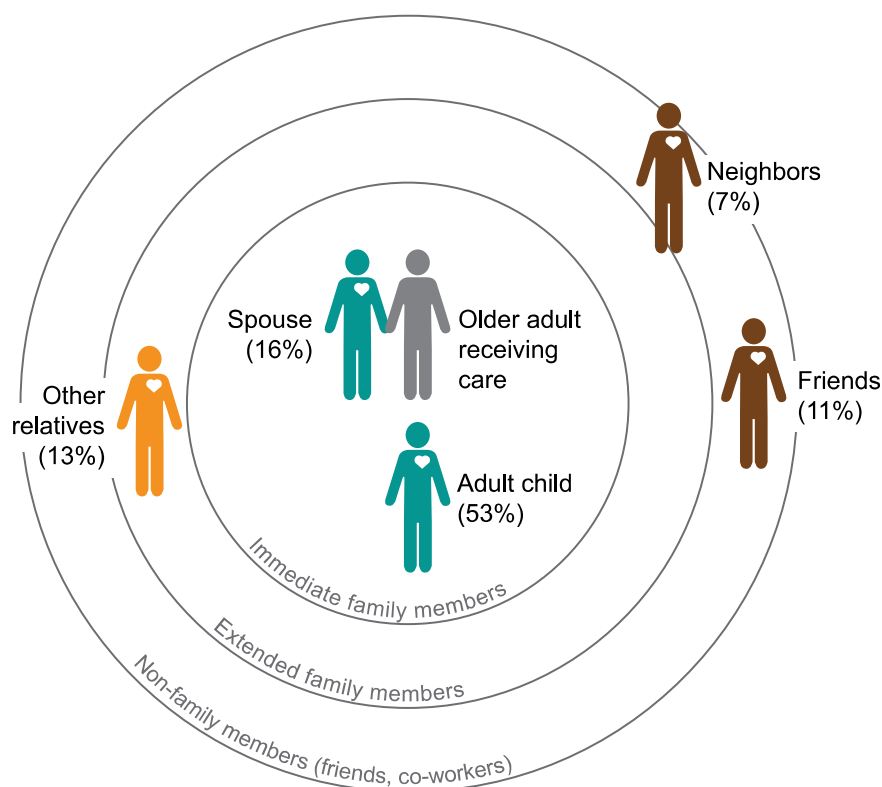 Neighbors
(7%)
Spouse
(16%)
Older adult
receiving
care
Friends
(11%)
Other
relatives
(13%)
Adult child
(53%)
Immediate family members
Extended family members
Non-family members (friends, co-workers)